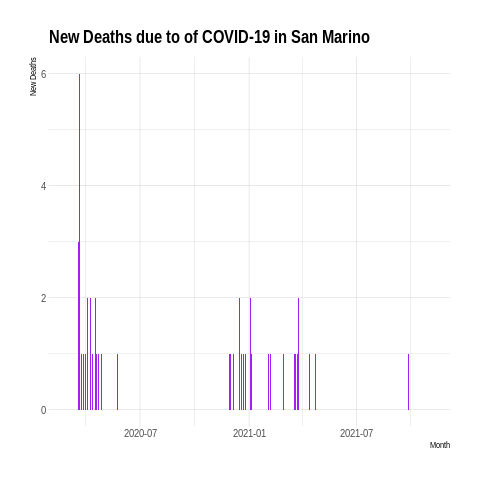 New Deaths due to of COVID-19 in San Marino
New Deaths
6
4
2
0
2020-07 2021-01 2021-07
Month